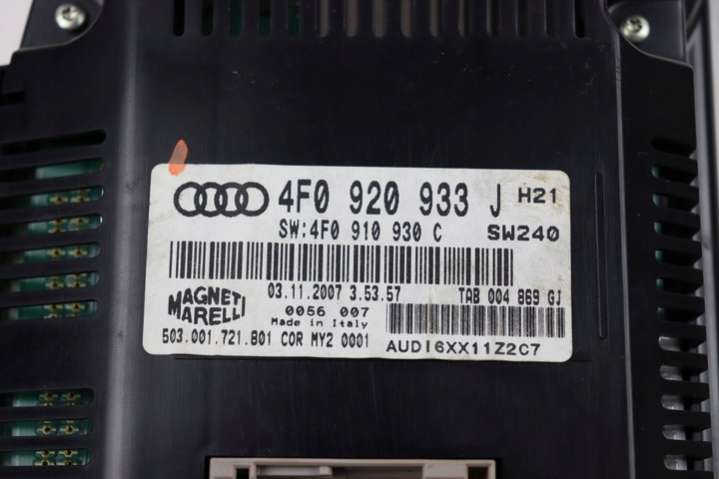 4F0 920 933 J H21
SW:4F0 910 930 C SW240
03.11.2007 3.53.57 TAB 004 869 GJ
MAGNETI
MARELLI
0056 007
Made in Italy
503.001.721.B01 COR MY2 0001
AUDI6XX11Z2C7